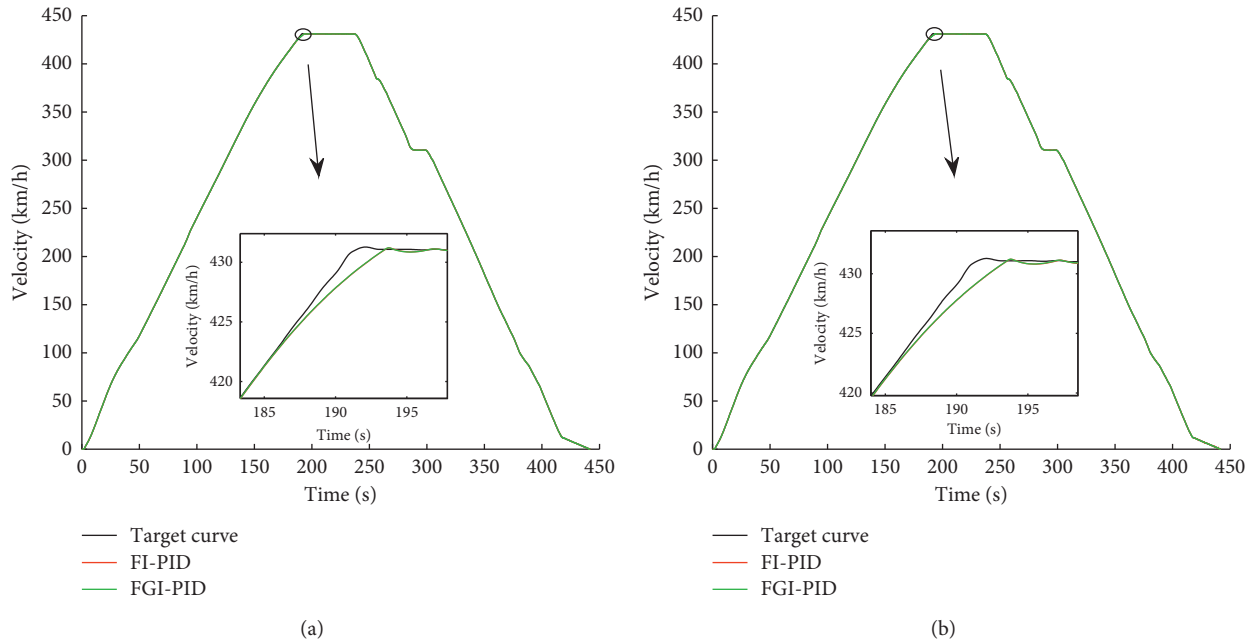 450
400
350
300
250
200
150
100
50
0
Velocity (km/h)
430
425
420
Velocity (km/h)
185 190 195
Time (s)
0 50 100 150 200 250 300 350 400 450
Time (s)
Target curve
FI-PID
FGI-PID
(a)
450
400
350
300
250
200
150
100
50
0
Velocity (km/h)
430
425
420
Velocity (km/h)
185 190 195
Time (s)
0 50 100 150 200 250 300 350 400 450
Time (s)
Target curve
FI-PID
FGI-PID
(b)